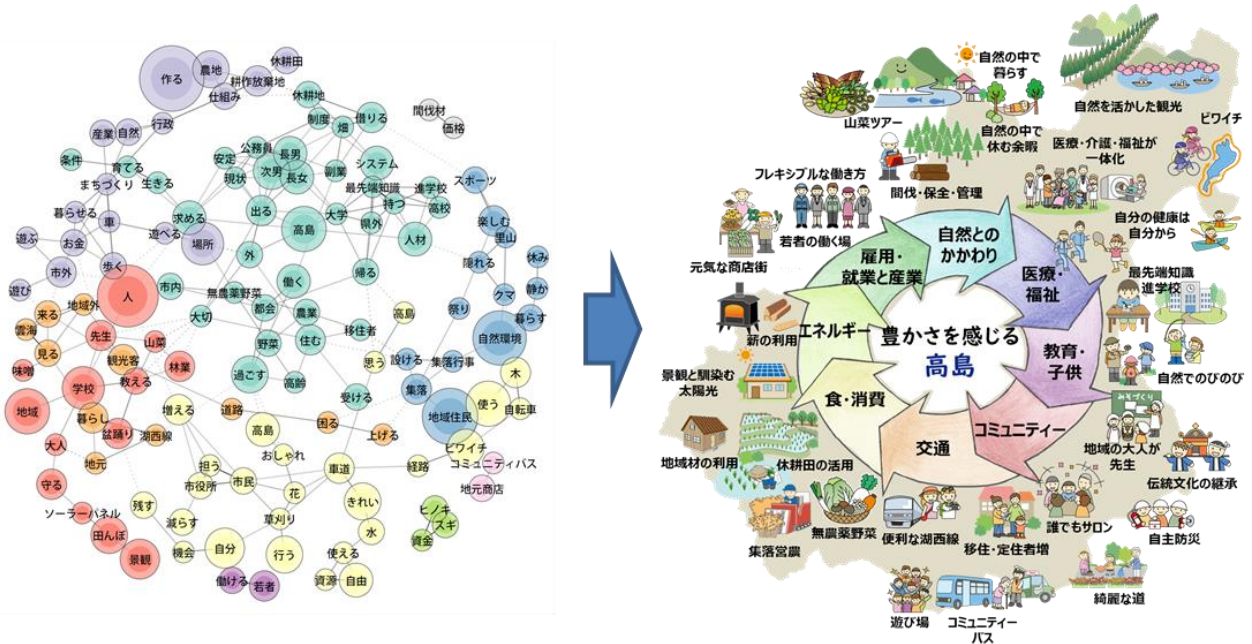 作る
農地
休耕田
耕作放棄地
仕組み
休耕地
間伐材
価格
産業
自然
行政
制度
畑
借りる
条件
育てる
生きる
まちづくり
安定
公務員
長男
現状
次男
長女
副業
システム
最先端知識
進学校
持つ
高校
スポーツ
暮らせる
車
求める
出る
大学
県外
楽しむ
遊ぶ
お金
遊べる
場所
高島
人材
里山
市外
歩く
外
隠れる
休み
遊び
人
市内
無農薬野菜
働く
帰る
クマ
静か
来る
地域外
大切
都会
農業
移住者
高島
祭り
暮らす
雲海
先生
山菜
野菜
住む
自然環境
見る
観光客
思う
設ける
集落行事
味噌
学校
教える
林業
過ごす
高齢
集落
木
地域
暮らし
増える
道路
受ける
地域住民
使う
自転車
大人
盆踊り
湖西線
高島
困る
上げる
ビワイチ
地元
おしゃれ
コミュニティバス
守る
担う
市役所
市民
車道
経路
地元商店
花
ソーラーパネル
残す
減らす
草刈り
きれい
ヒノキ
スギ
田んぼ
水
資金
景観
機会
自分
行う
使える
働ける
若者
資源
自由
自然の中で
暮らす
自然を活かした観光
山菜ツアー
自然の中で
休む余暇
ビワイチ
医療・介護・福祉が
一体化
間伐・保全・管理
フレキシブルな働き方
若者の働く場
自分の健康は
自分から
元気な商店街
雇用・
就業と産業
自然との
かかわり
医療・
福祉
最先端知識
進学校
薪の利用
エネルギー
豊かさを感じる
高島
教育・
子供
自然でのびのび
景観と馴染む
太陽光
食・消費
交通
コミュニティー
みそづくり
地域の大人が
先生
伝統文化の継承
地域材の利用
休耕田の活用
集落営農
無農薬野菜
便利な湖西線
移住・定住者増
誰でもサロン
自主防災
遊び場
コミュニティー
バス
綺麗な道